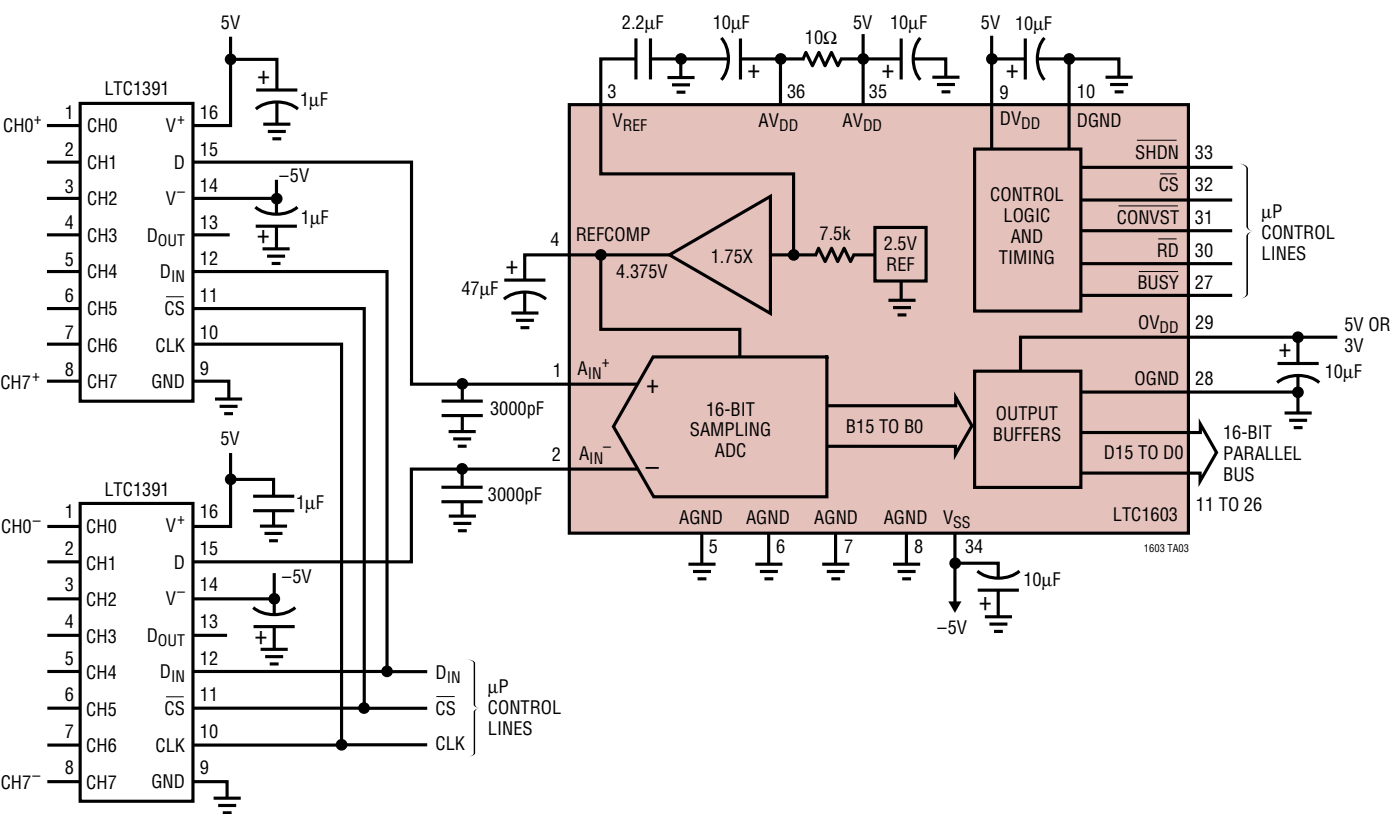 5V
1μF
LTC1391
CH0+ 1 CH0 V+ 16
2 CH1 D 15
3 CH2 V− 14
−5V
1μF
4 CH3 DOUT 13
5 CH4 DIN 12
6 CH5 CS 11
7 CH6 CLK 10
CH7+ 8 CH7 GND 9
5V
1μF
LTC1391
CH0− 1 CH0 V+ 16
2 CH1 D 15
3 CH2 V− 14
−5V
4 CH3 DOUT 13
5 CH4 DIN 12
6 CH5 CS 11
7 CH6 CLK 10
CH7− 8 CH7 GND 9
DIN
CS
CLK
μP
CONTROL
LINES
3000pF
3000pF
2.2μF
10μF
10Ω
5V
10μF
5V
10μF
3
VREF
36
AVDD
35
AVDD
9
DVDD
10
DGND
4
REFCOMP
4.375V
47μF
1.75X
7.5k
2.5V
REF
CONTROL
LOGIC
AND
TIMING
SHDN 33
CS 32
CONVST 31
RD 30
BUSY 27
μP
CONTROL
LINES
OVDD 29
5V OR
3V
10μF
OGND 28
1 AIN+
+
2 AIN−
−
16-BIT
SAMPLING
ADC
B15 TO B0
OUTPUT
BUFFERS
D15 TO D0
16-BIT
PARALLEL
BUS
11 TO 26
AGND
5
AGND
6
AGND
7
AGND
8
VSS
34
LTC1603
1603 TA03
10μF
−5V